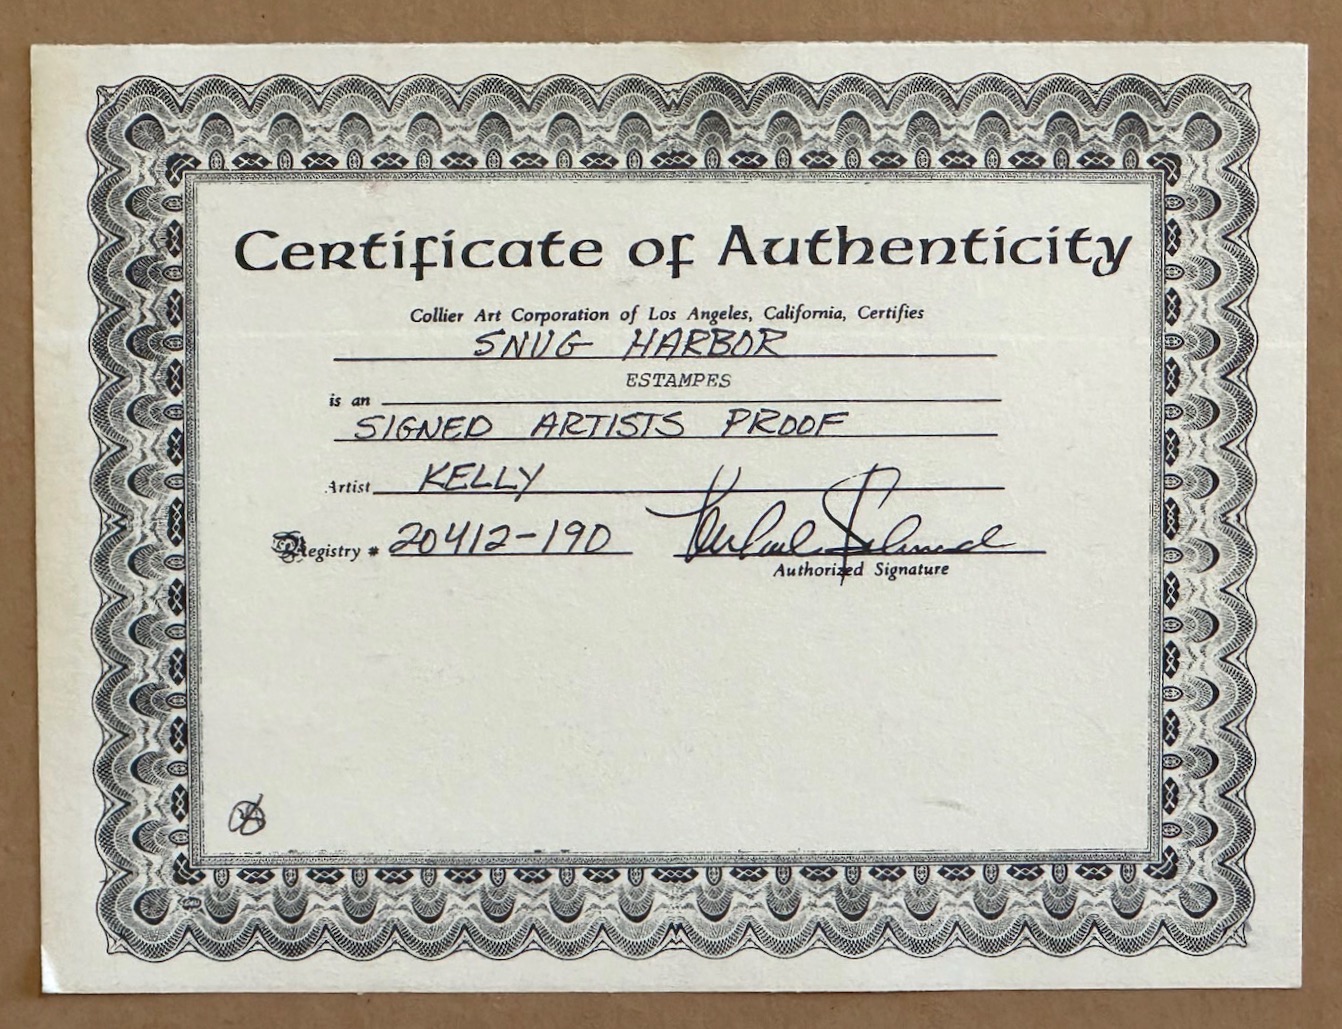 Certificate of Authenticity
Collier Art Corporation of Los Angeles, California, Certifies
SNUG HARBOR
ESTAMPES
is an
SIGNED ARTISTS PROOF
Artist KELLY
Registry # 20412-190
Authorized Signature